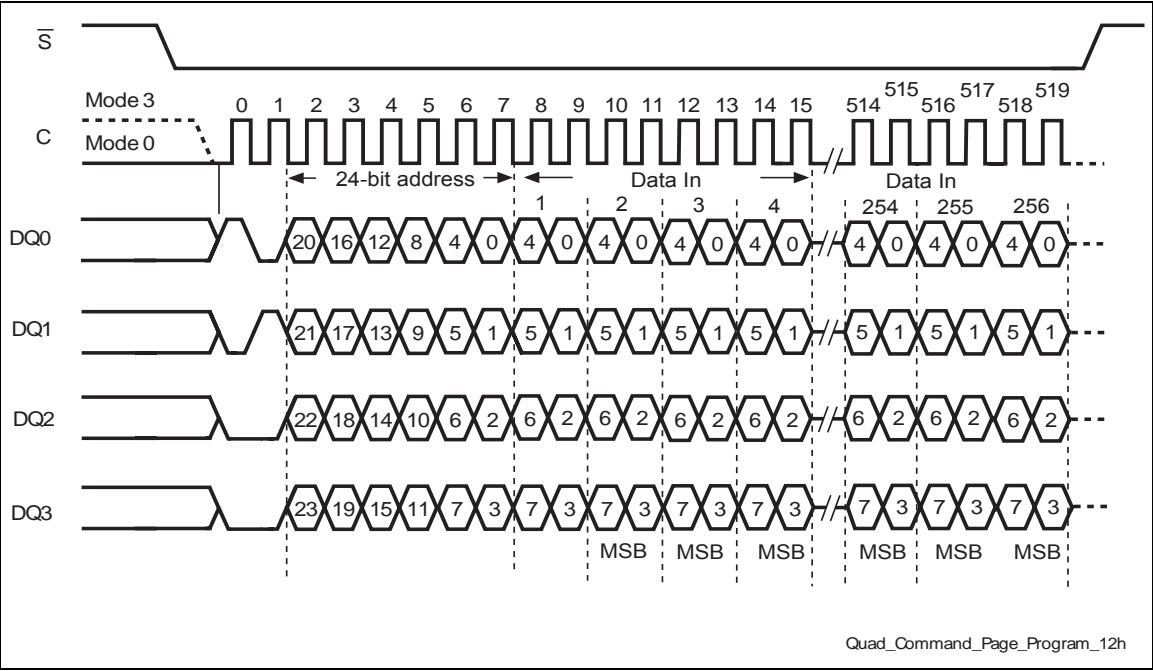 S
Mode 3
C
Mode 0
0 1 2 3 4 5 6 7 8 9 10 11 12 13 14 15 514 515 516 517 518 519
24-bit address Data In Data In
1 2 3 4 254 255 256
DQ0 20 16 12 8 4 0 4 0 4 0 4 0 4 0 4 0 4 0 4 0
DQ1 21 17 13 9 5 1 5 1 5 1 5 1 5 1 5 1 5 1 5 1
DQ2 22 18 14 10 6 2 6 2 6 2 6 2 6 2 6 2 6 2 6 2
DQ3 23 19 15 11 7 3 7 3 7 3 7 3 7 3 7 3 7 3 7 3
MSB MSB MSB MSB MSB MSB
Quad_Command_Page_Program_12h